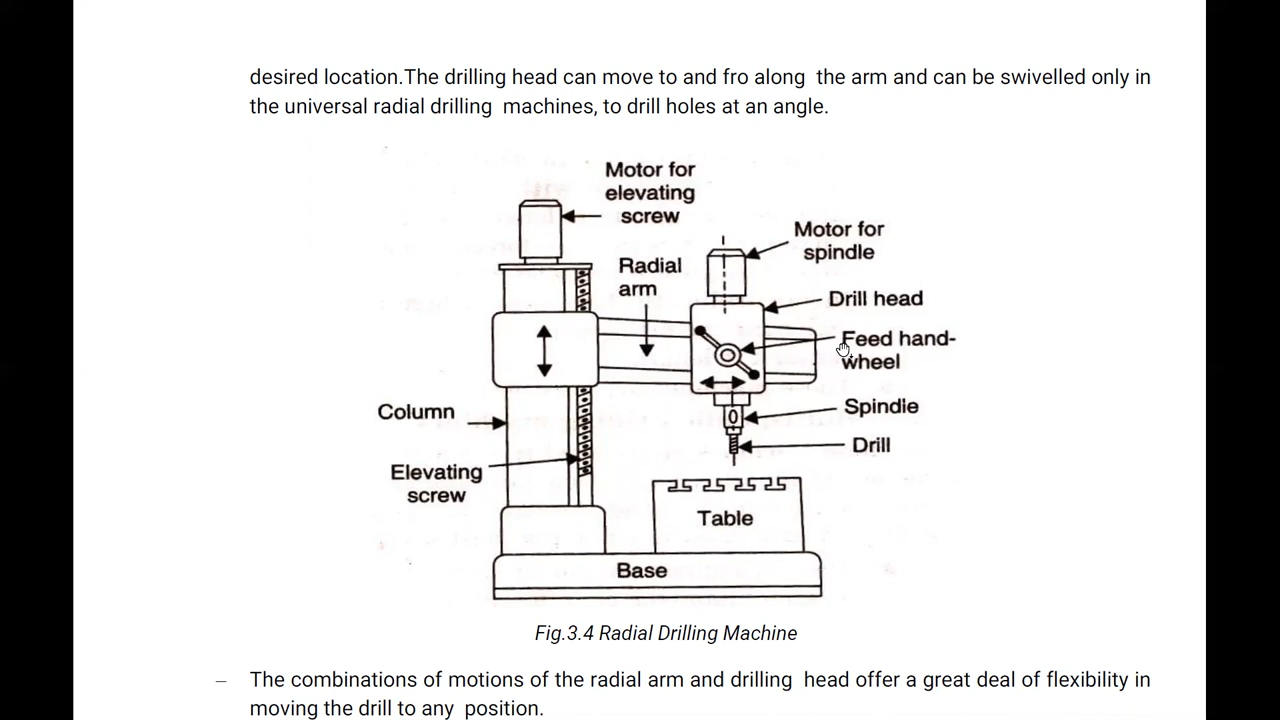 desired location.The drilling head can move to and fro along the arm and can be swivelled only in
the universal radial drilling machines, to drill holes at an angle.
Motor for
elevating
screw
Motor for
spindle
Radial
arm
Drill head
Feed hand-
wheel
Column
Spindie
Drill
Elevating
screw
Table
Base
Fig.3.4 Radial Drilling Machine
– The combinations of motions of the radial arm and drilling head offer a great deal of flexibility in
moving the drill to any position.